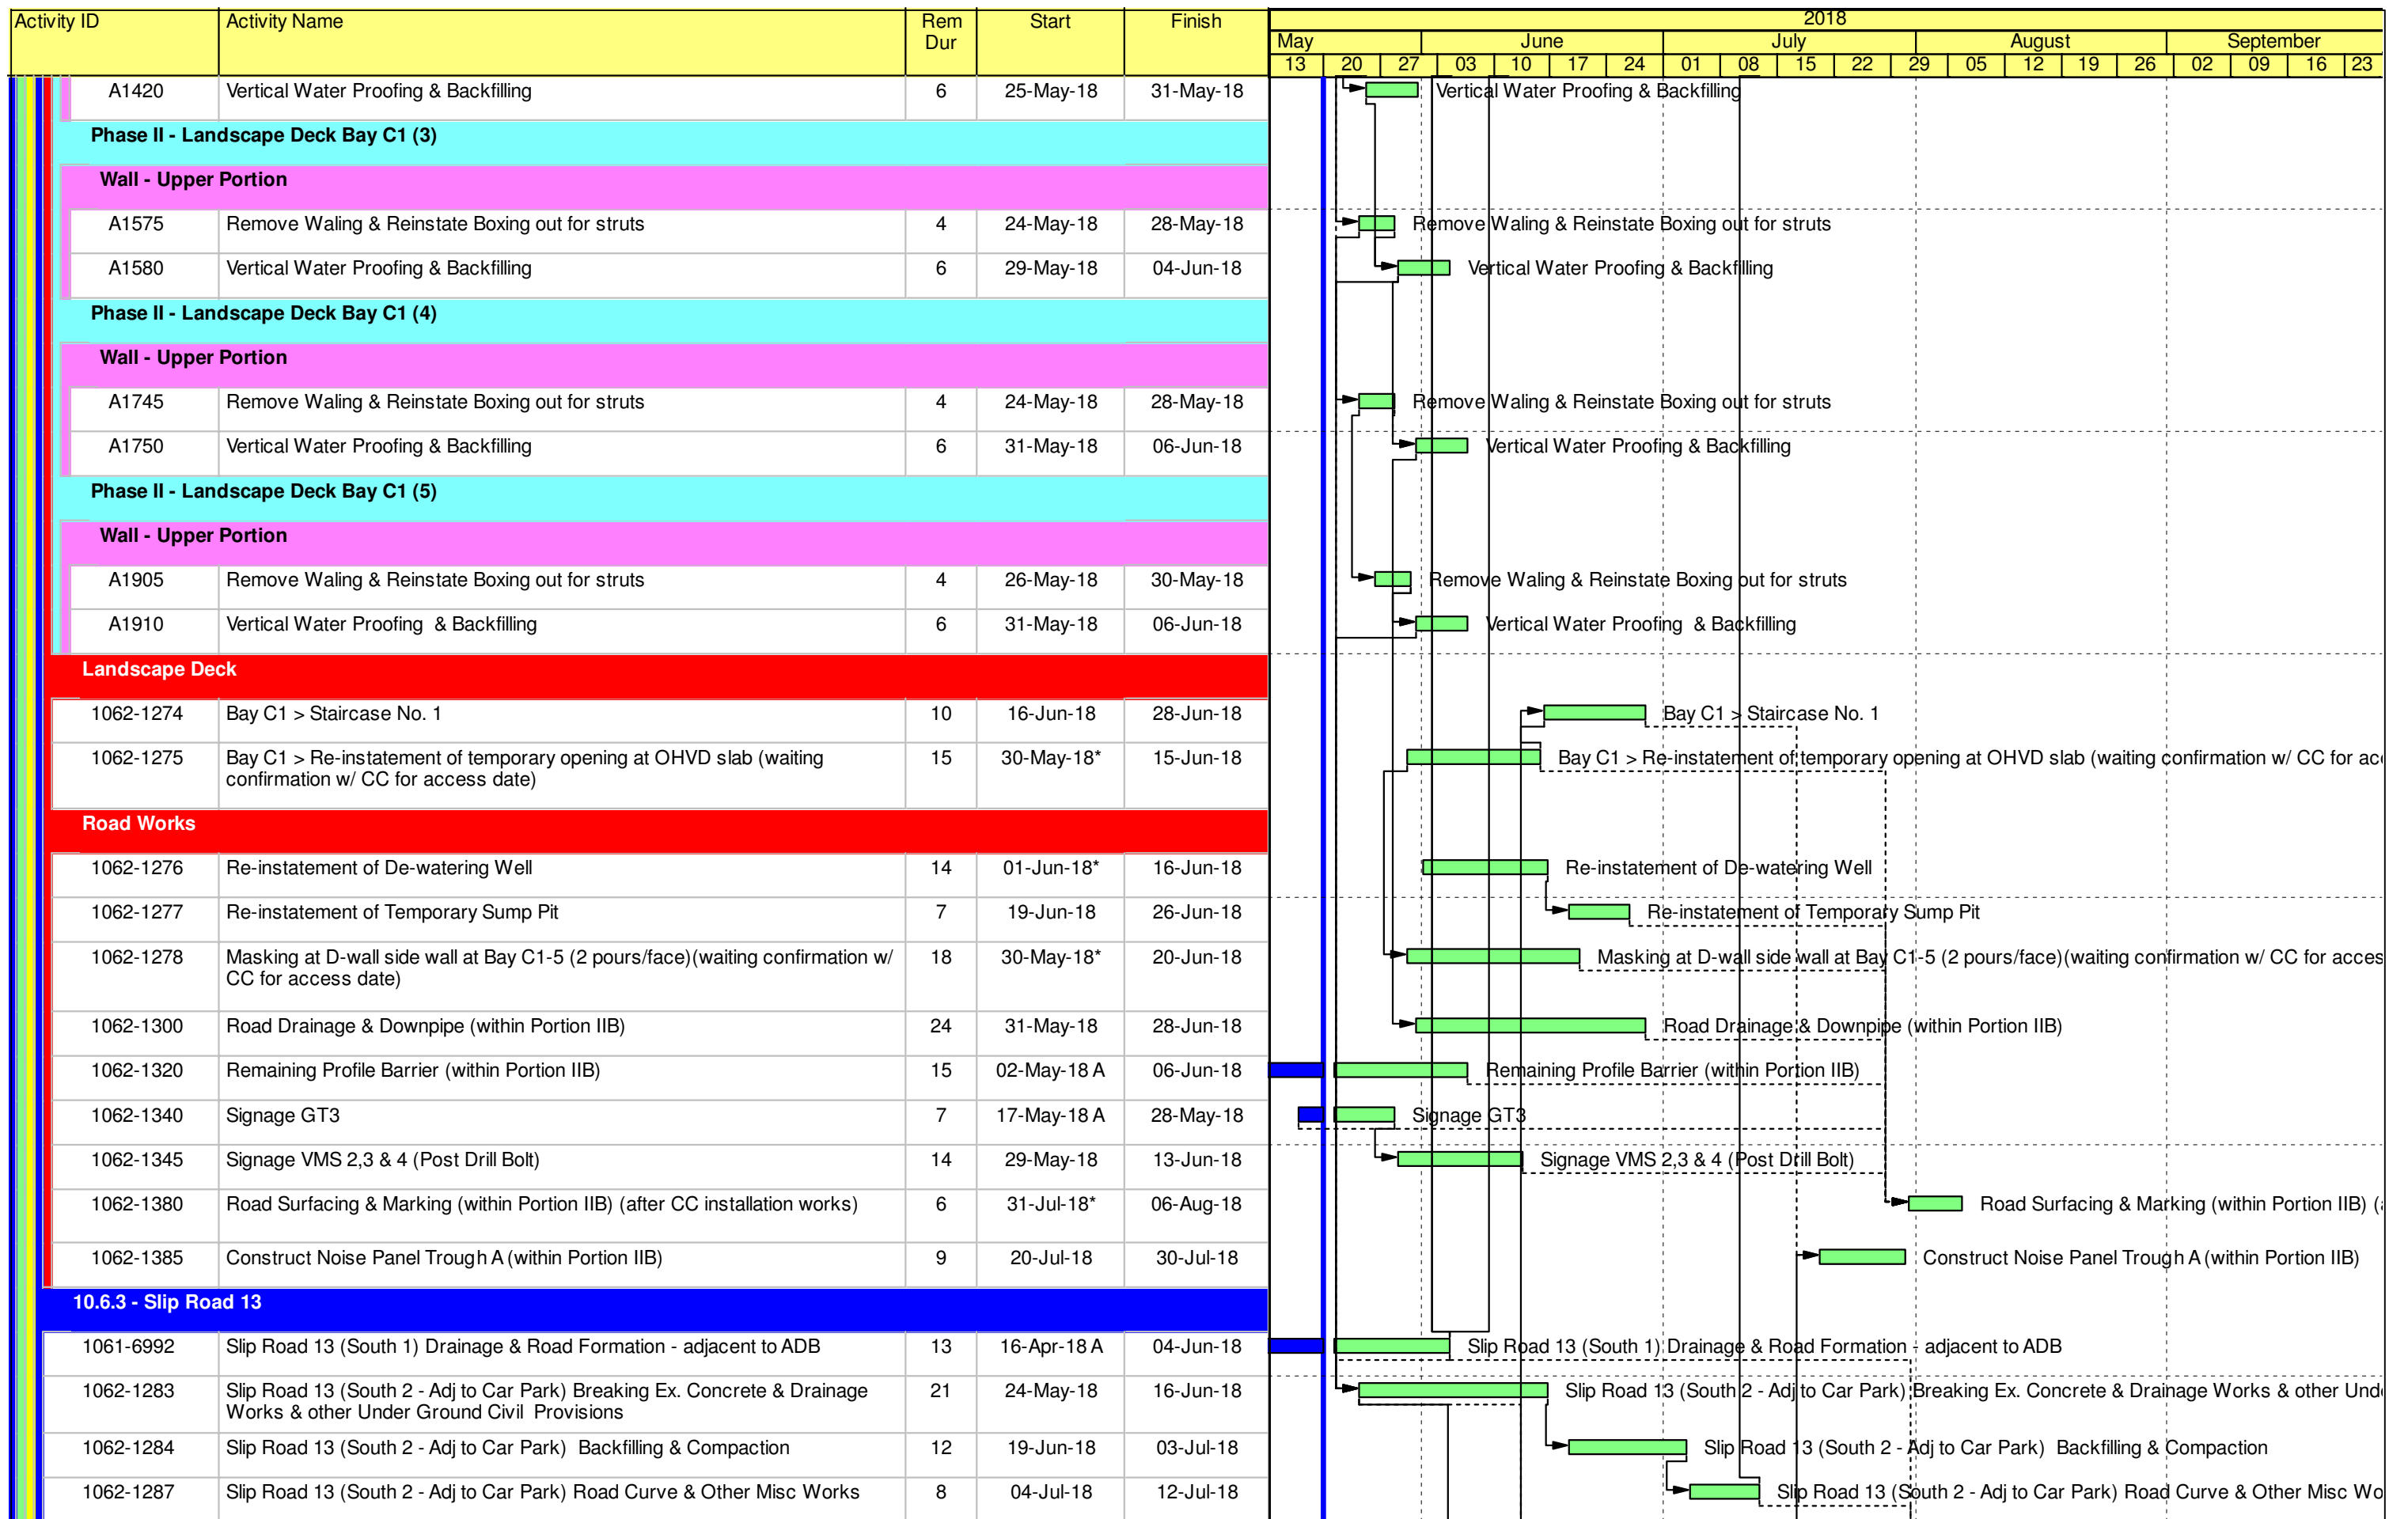 Activity ID Activity Name Rem Dur Start Finish 2018
May June July August September
13 20 27 03 10 17 24 01 08 15 22 29 05 12 19 26 02 09 16 23
A1420 Vertical Water Proofing & Backfilling 6 25-May-18 31-May-18 Vertical Water Proofing & Backfilling
Phase II - Landscape Deck Bay C1 (3)
Wall - Upper Portion
A1575 Remove Waling & Reinstate Boxing out for struts 4 24-May-18 28-May-18 Remove Waling & Reinstate Boxing out for struts
A1580 Vertical Water Proofing & Backfilling 6 29-May-18 04-Jun-18 Vertical Water Proofing & Backfilling
Phase II - Landscape Deck Bay C1 (4)
Wall - Upper Portion
A1745 Remove Waling & Reinstate Boxing out for struts 4 24-May-18 28-May-18 Remove Waling & Reinstate Boxing out for struts
A1750 Vertical Water Proofing & Backfilling 6 31-May-18 06-Jun-18 Vertical Water Proofing & Backfilling
Phase II - Landscape Deck Bay C1 (5)
Wall - Upper Portion
A1905 Remove Waling & Reinstate Boxing out for struts 4 26-May-18 30-May-18 Remove Waling & Reinstate Boxing out for struts
A1910 Vertical Water Proofing  & Backfilling 6 31-May-18 06-Jun-18 Vertical Water Proofing  & Backfilling
Landscape Deck
1062-1274 Bay C1 > Staircase No. 1 10 16-Jun-18 28-Jun-18 Bay C1 > Staircase No. 1
1062-1275 Bay C1 > Re-instatement of temporary opening at OHVD slab (waiting 15 30-May-18* 15-Jun-18 Bay C1 > Re-instatement of temporary opening at OHVD slab (waiting confirmation w/ CC for acc
confirmation w/ CC for access date)
Road Works
1062-1276 Re-instatement of De-watering Well 14 01-Jun-18* 16-Jun-18 Re-instatement of De-watering Well
1062-1277 Re-instatement of Temporary Sump Pit 7 19-Jun-18 26-Jun-18 Re-instatement of Temporary Sump Pit
1062-1278 Masking at D-wall side wall at Bay C1-5 (2 pours/face)(waiting confirmation w/ 18 30-May-18* 20-Jun-18 Masking at D-wall side wall at Bay C1-5 (2 pours/face)(waiting confirmation w/ CC for acces
CC for access date)
1062-1300 Road Drainage & Downpipe (within Portion IIB) 24 31-May-18 28-Jun-18 Road Drainage & Downpipe (within Portion IIB)
1062-1320 Remaining Profile Barrier (within Portion IIB) 15 02-May-18 A 06-Jun-18 Remaining Profile Barrier (within Portion IIB)
1062-1340 Signage GT3 7 17-May-18 A 28-May-18 Signage GT3
1062-1345 Signage VMS 2,3 & 4 (Post Drill Bolt) 14 29-May-18 13-Jun-18 Signage VMS 2,3 & 4 (Post Drill Bolt)
1062-1380 Road Surfacing & Marking (within Portion IIB) (after CC installation works) 6 31-Jul-18* 06-Aug-18 Road Surfacing & Marking (within Portion IIB) (
1062-1385 Construct Noise Panel Trough A (within Portion IIB) 9 20-Jul-18 30-Jul-18 Construct Noise Panel Trough A (within Portion IIB)
10.6.3 - Slip Road 13
1061-6992 Slip Road 13 (South 1) Drainage & Road Formation - adjacent to ADB 13 16-Apr-18 A 04-Jun-18 Slip Road 13 (South 1) Drainage & Road Formation - adjacent to ADB
1062-1283 Slip Road 13 (South 2 - Adj to Car Park) Breaking Ex. Concrete & Drainage 21 24-May-18 16-Jun-18 Slip Road 13 (South 2 - Adj to Car Park) Breaking Ex. Concrete & Drainage Works & other Und
Works & other Under Ground Civil  Provisions
1062-1284 Slip Road 13 (South 2 - Adj to Car Park)  Backfilling & Compaction 12 19-Jun-18 03-Jul-18 Slip Road 13 (South 2 - Adj to Car Park)  Backfilling & Compaction
1062-1287 Slip Road 13 (South 2 - Adj to Car Park) Road Curve & Other Misc Works 8 04-Jul-18 12-Jul-18 Slip Road 13 (South 2 - Adj to Car Park) Road Curve & Other Misc Wo